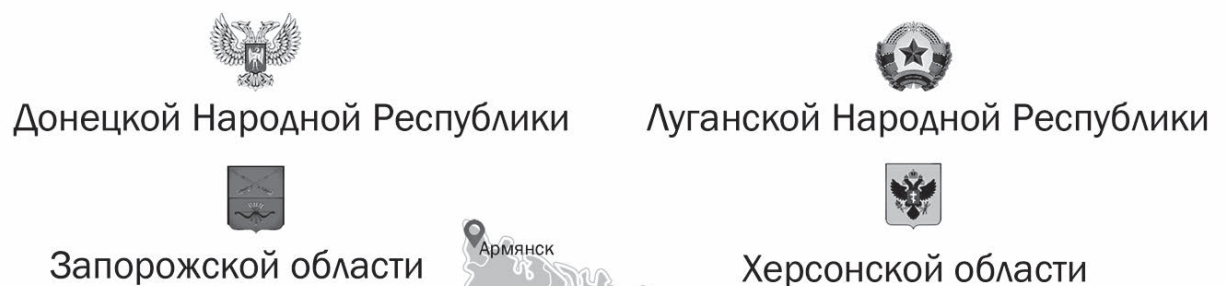 Донецкой Народной Республики
Луганской Народной Республики
Запорожской области
Армянск
Херсонской области